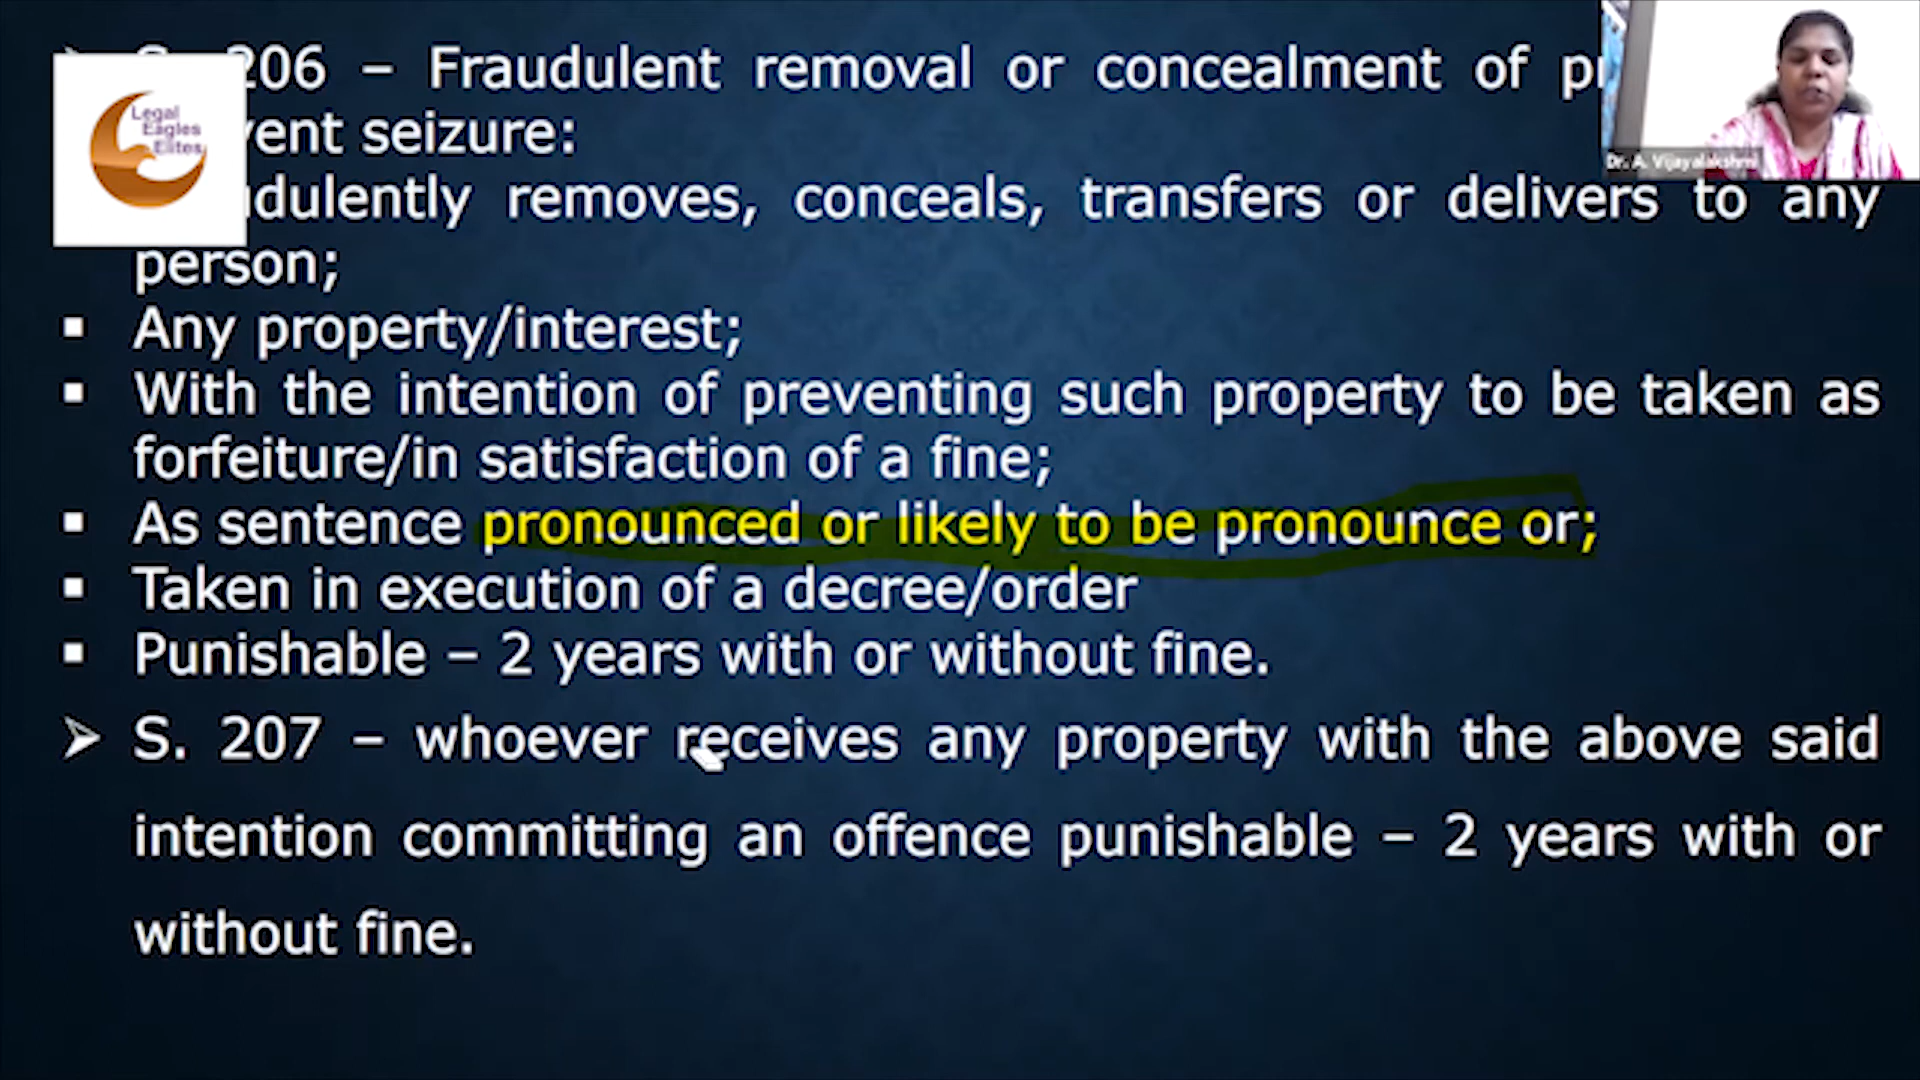 206 – Fraudulent removal or concealment of
vent seizure:
dulently removes, conceals, transfers or delivers to any
person;
Any property/interest;
With the intention of preventing such property to be taken as
forfeiture/in satisfaction of a fine;
As sentence pronounced or likely to be pronounce or;
Taken in execution of a decree/order
Punishable – 2 years with or without fine.
S. 207 – whoever receives any property with the above said
intention committing an offence punishable – 2 years with or
without fine.
Legal
Eagles
Elites
Dr. A. Vijayalakshmi